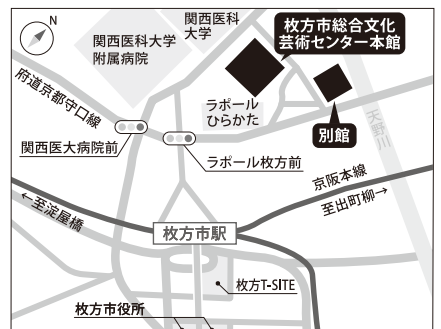 N
関西医科
大学
関西医科大学
附属病院
枚方市総合文化
芸術センター本館
府道京都守口線
ラポール
ひらかた
別館
天野川
関西医大病院前
ラポール枚方前
京阪本線
至出町柳→
←至淀屋橋
枚方市駅
枚方T-SITE
枚方市役所